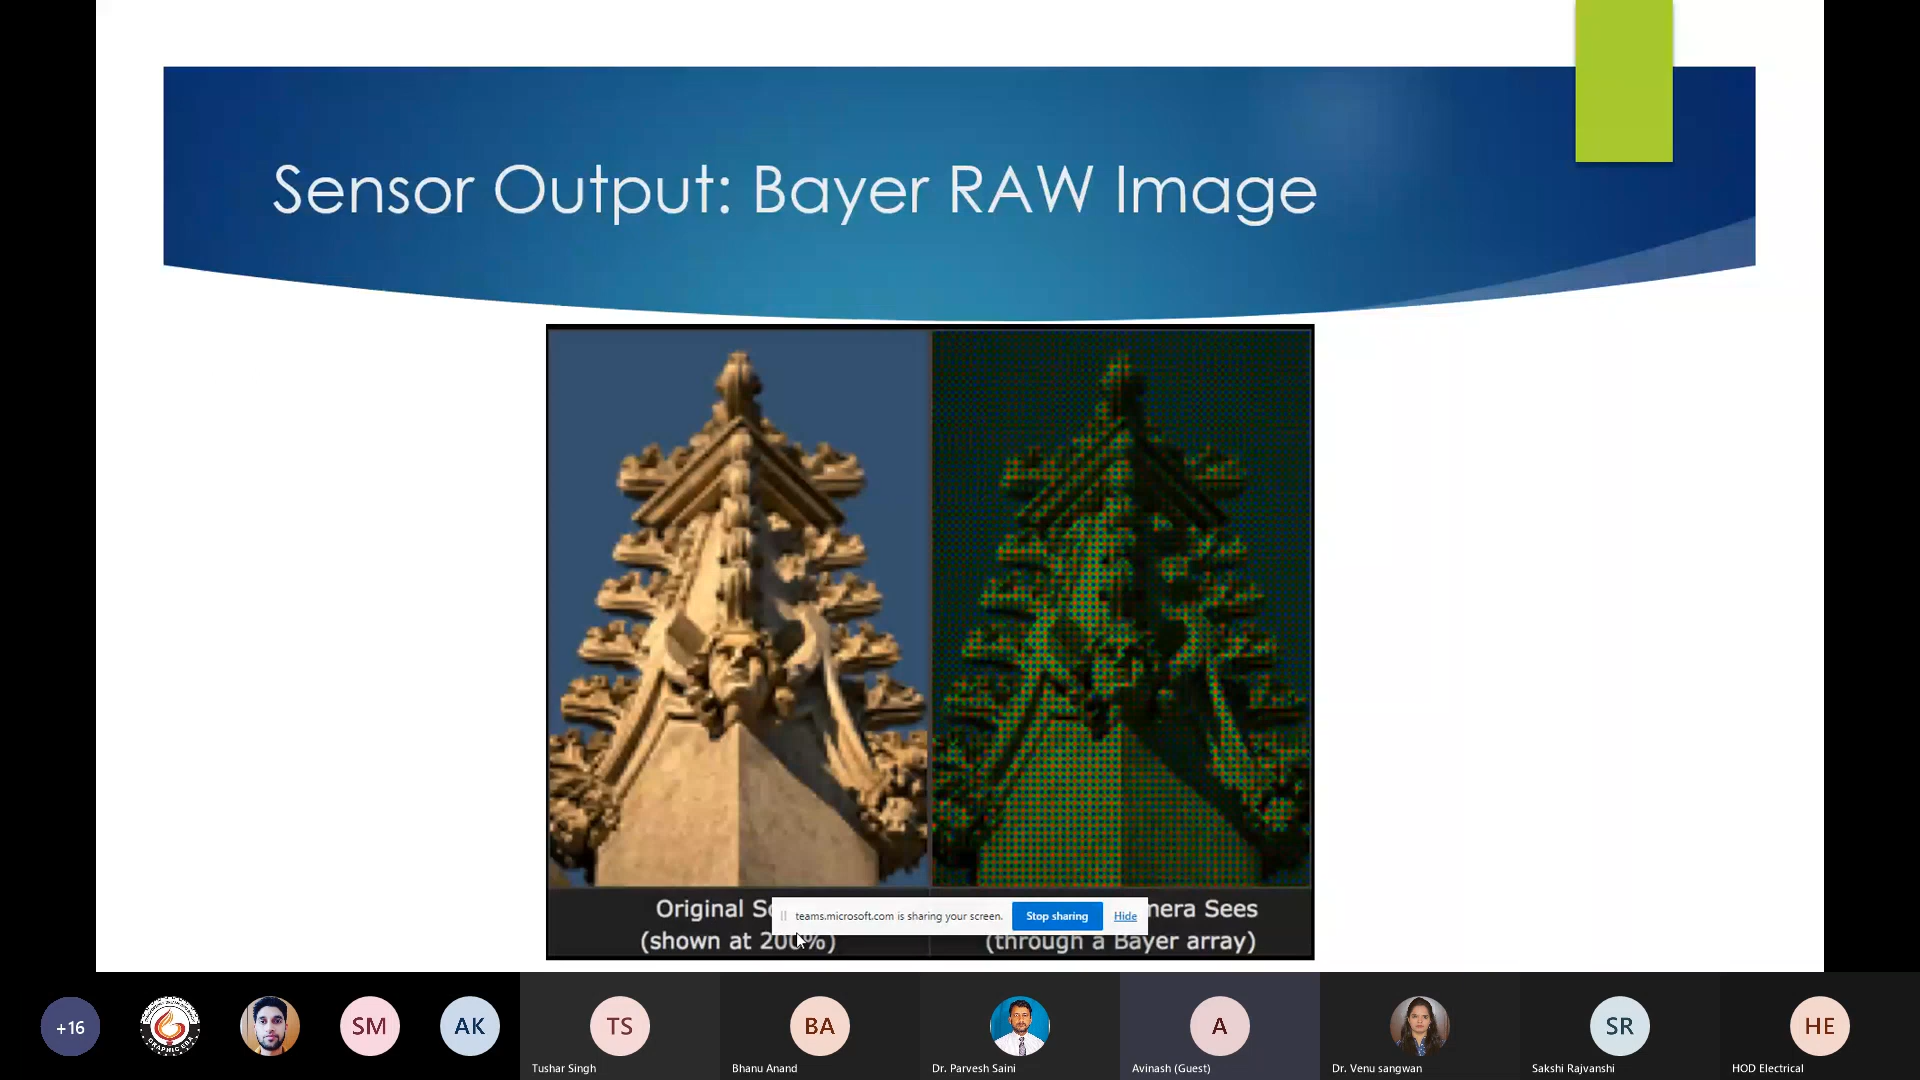 Sensor Output: Bayer RAW Image
Original
nera Sees
(shown at 200%)
(through a Bayer array)
teams.microsoft.com is sharing your screen.
Stop sharing
Hide
+16
GRAPHIC ERA
SM
AK
TS
BA
A
SR
HE
Tushar Singh
Bhanu Anand
Dr. Parvesh Saini
Avinash (Guest)
Dr. Venu sangwan
Sakshi Rajvanshi
HOD Electrical